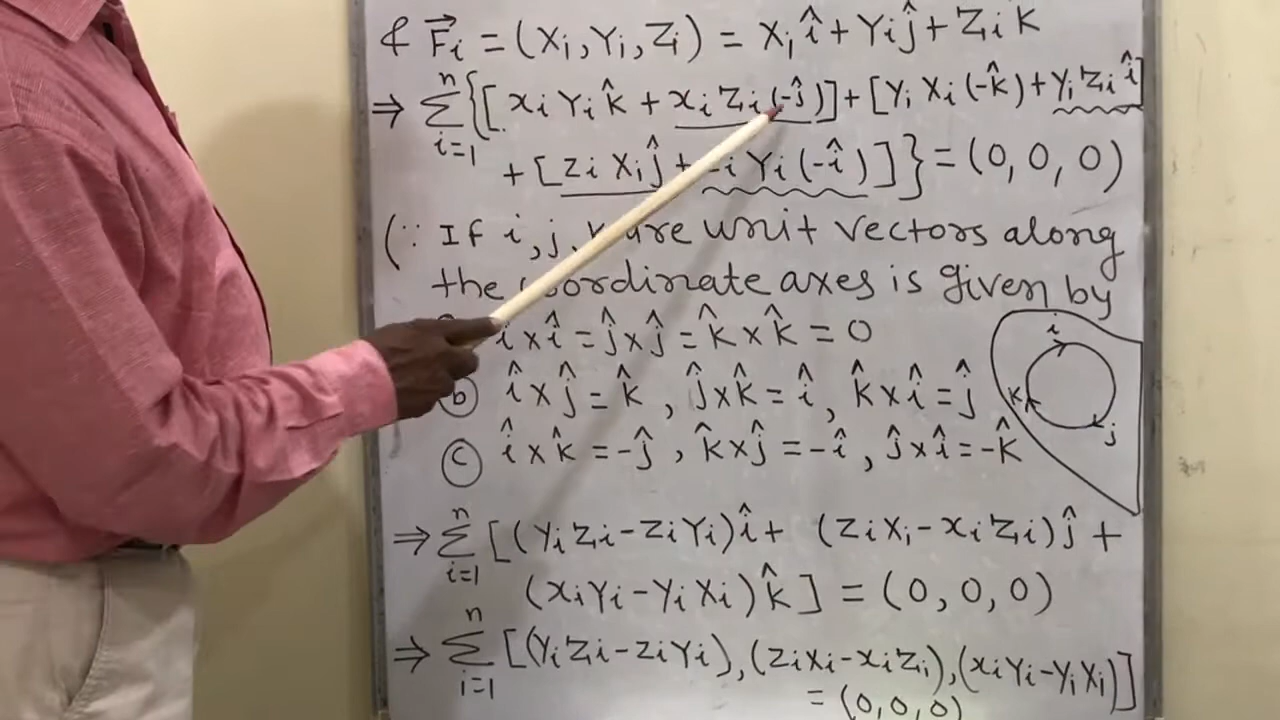 & F⃗i = (Xi, Yi, Zi) = Xi î + Yi ĵ + Zi k
⇒ Σ_{i=1}^{n} {[xi Yi k̂ + xi Zi (-ĵ)] + [yi Xi (-k̂) + yi Zi î]
+ [zi Xi ĵ + i Yi (-î)]} = (0, 0, 0)
(∵ If i, j, k are unit vectors along
the coordinate axes is given by
î × î = ĵ × ĵ = k̂ × k̂ = 0
ⓑ î × ĵ = k̂, ĵ × k̂ = î, k̂ × î = ĵ
ⓒ î × k̂ = -ĵ, k̂ × ĵ = -î, ĵ × î = -k̂
i
k
j
⇒ Σ_{i=1}^{n} [(yi Zi - zi Yi) î + (zi Xi - xi Zi) ĵ +
(xi Yi - yi Xi) k̂] = (0, 0, 0)
⇒ Σ_{i=1}^{n} [(yi Zi - zi Yi), (zi Xi - xi Zi), (xi Yi - yi Xi)]
= (0, 0, 0)